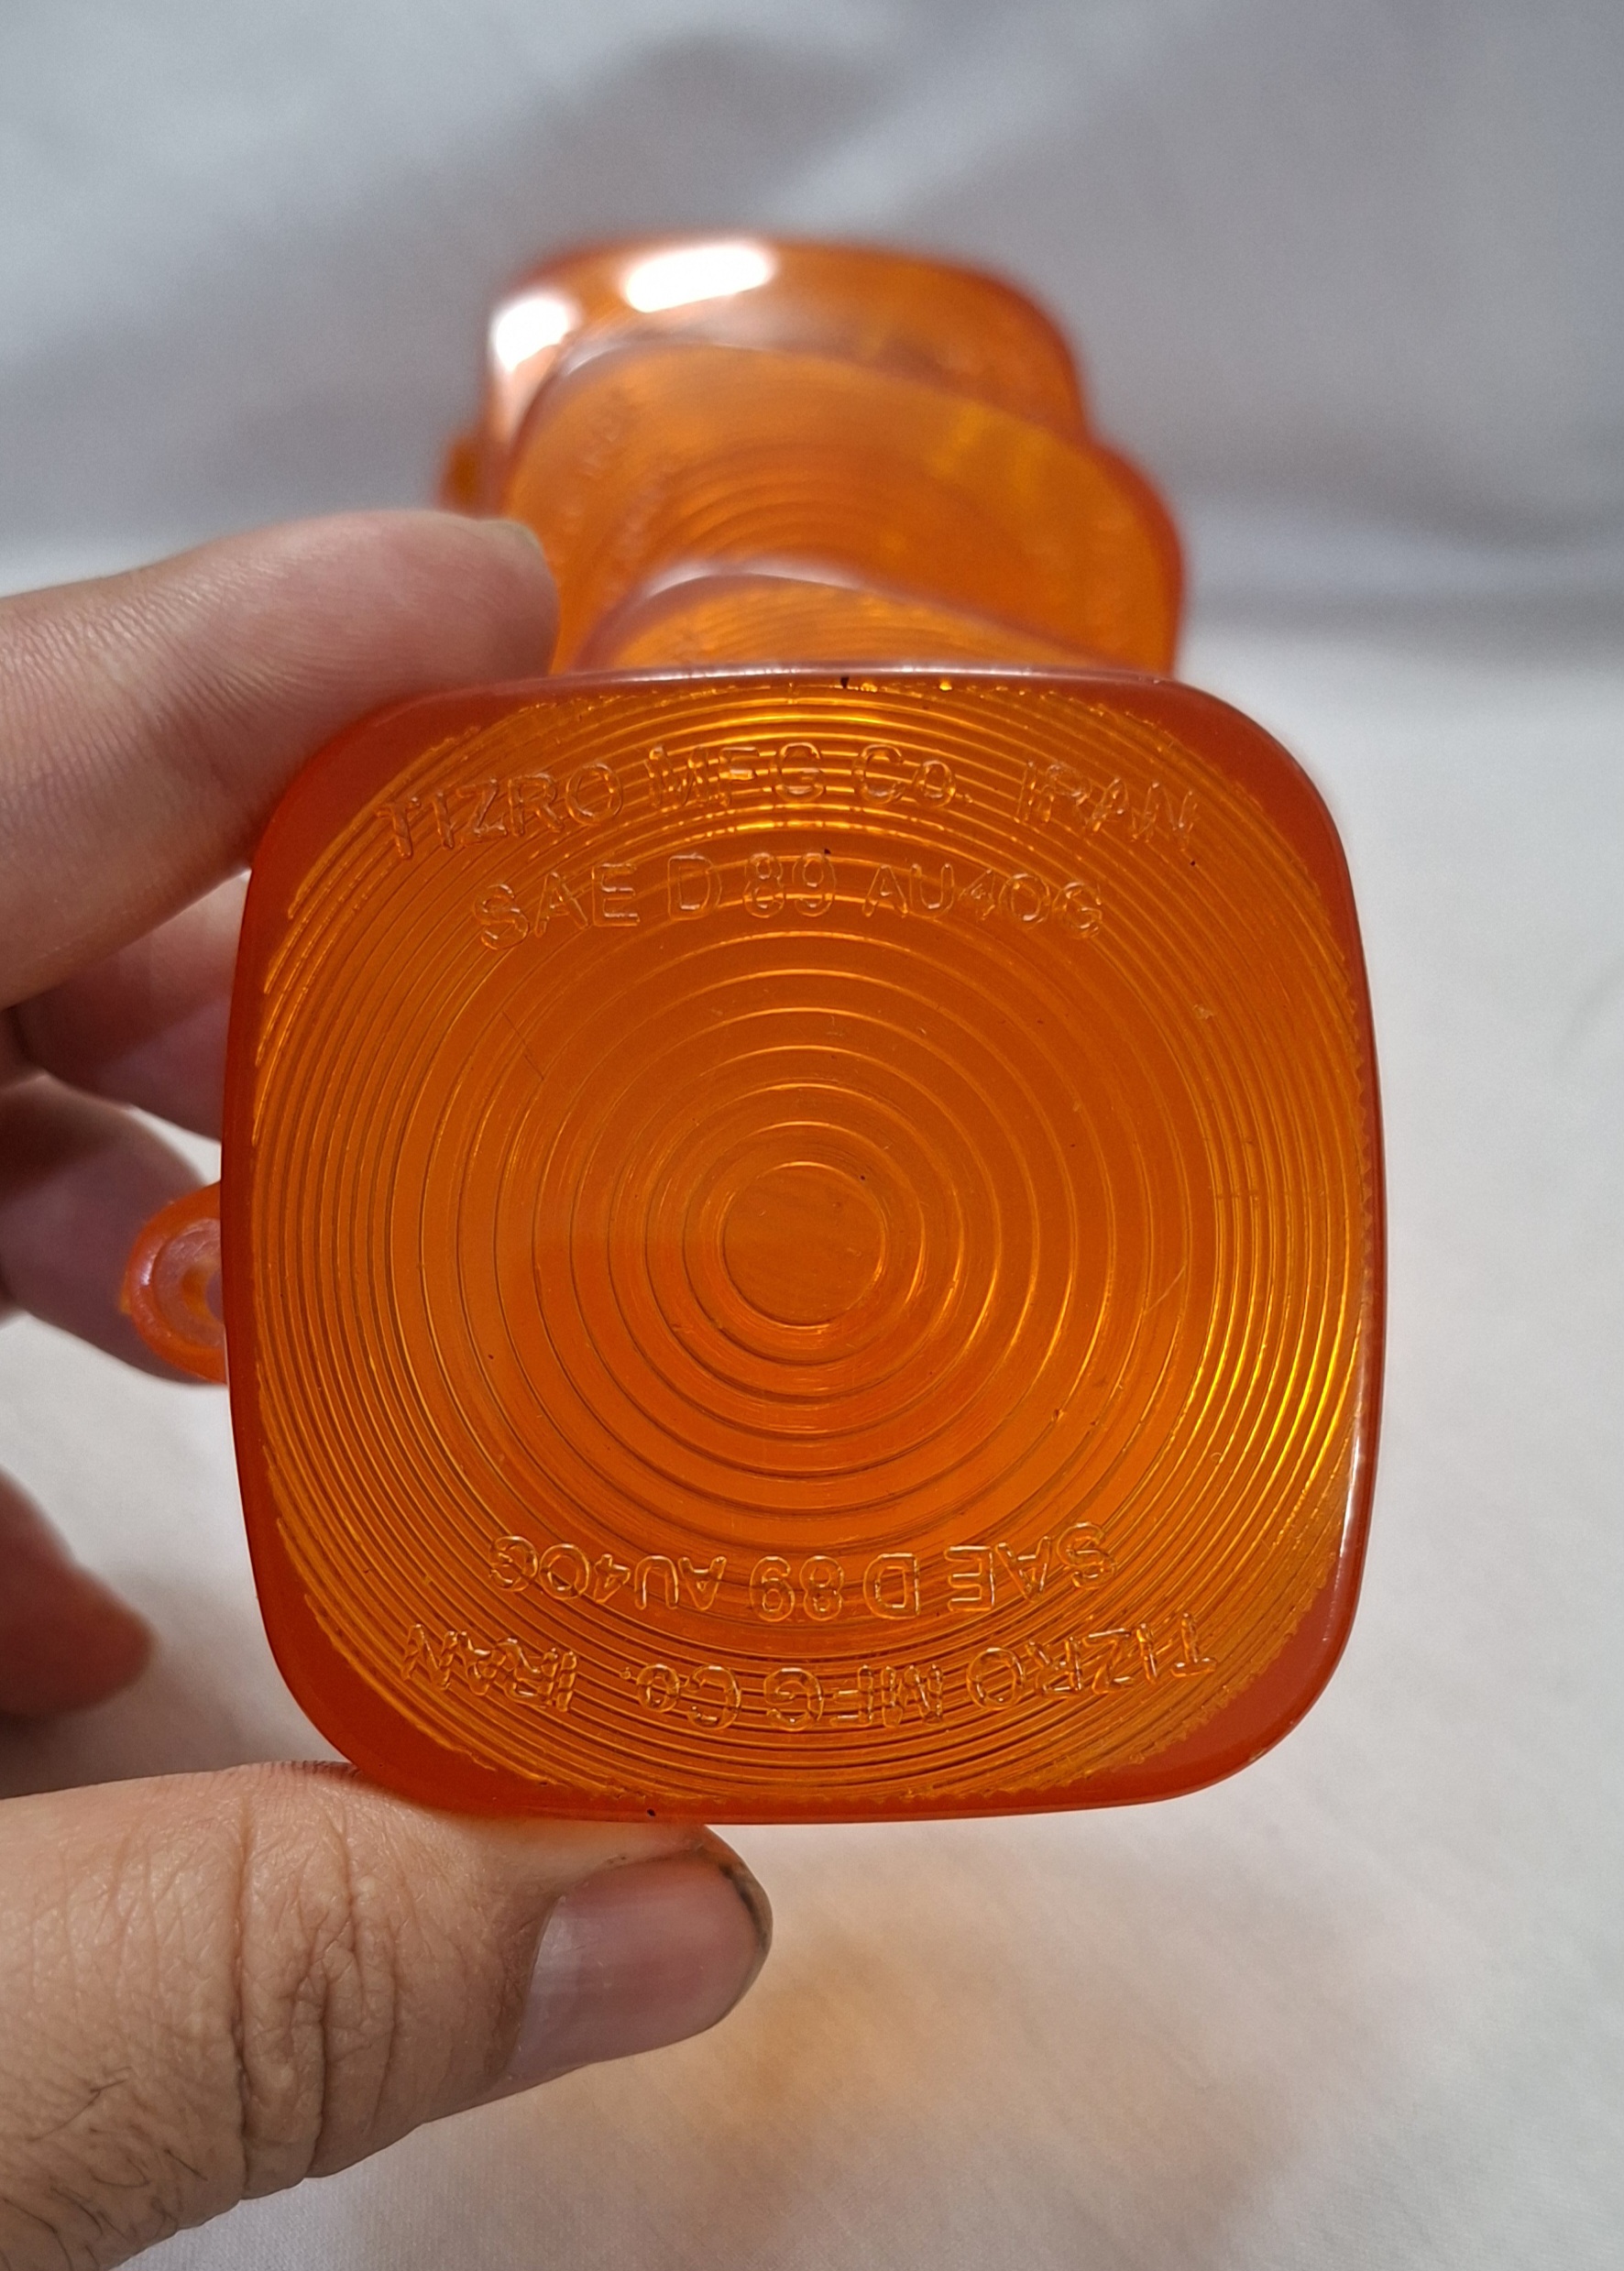 TIZRO MFG Co. IRAN
SAE D 89 AU40G
SAE D 89 AU40G
TIZRO MFG Co. IRAN